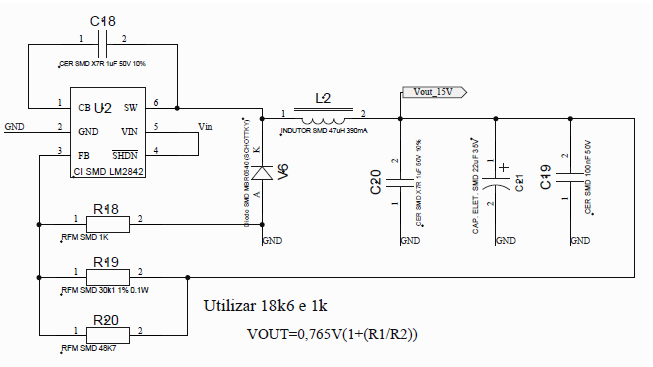 C18
1 2
CER SMD X7R 1uF 50V 10%
1 CB U2 SW 6
GND 2 GND VIN 5 Vin
3 FB SHDN 4
CI SMD LM2842
Diodo SMD MBR0540 (SCHOTTKY)
K
V6
A
GND
L2
1 2
INDUTOR SMD 47uH 390mA
Vout_15V
C20
2
1
CER SMD X7R 1uF 50V 10%
GND
CAP. ELET. SMD 22uF 35V
1
2
C21
GND
C19
2
1
CER SMD 100nF 50V
GND
R18
1 2
RFM SMD 1K
R19
1 2
RFM SMD 30k1 1% 0.1W
R20
1 2
RFM SMD 48K7
Utilizar 18k6 e 1k
VOUT=0,765V(1+(R1/R2))